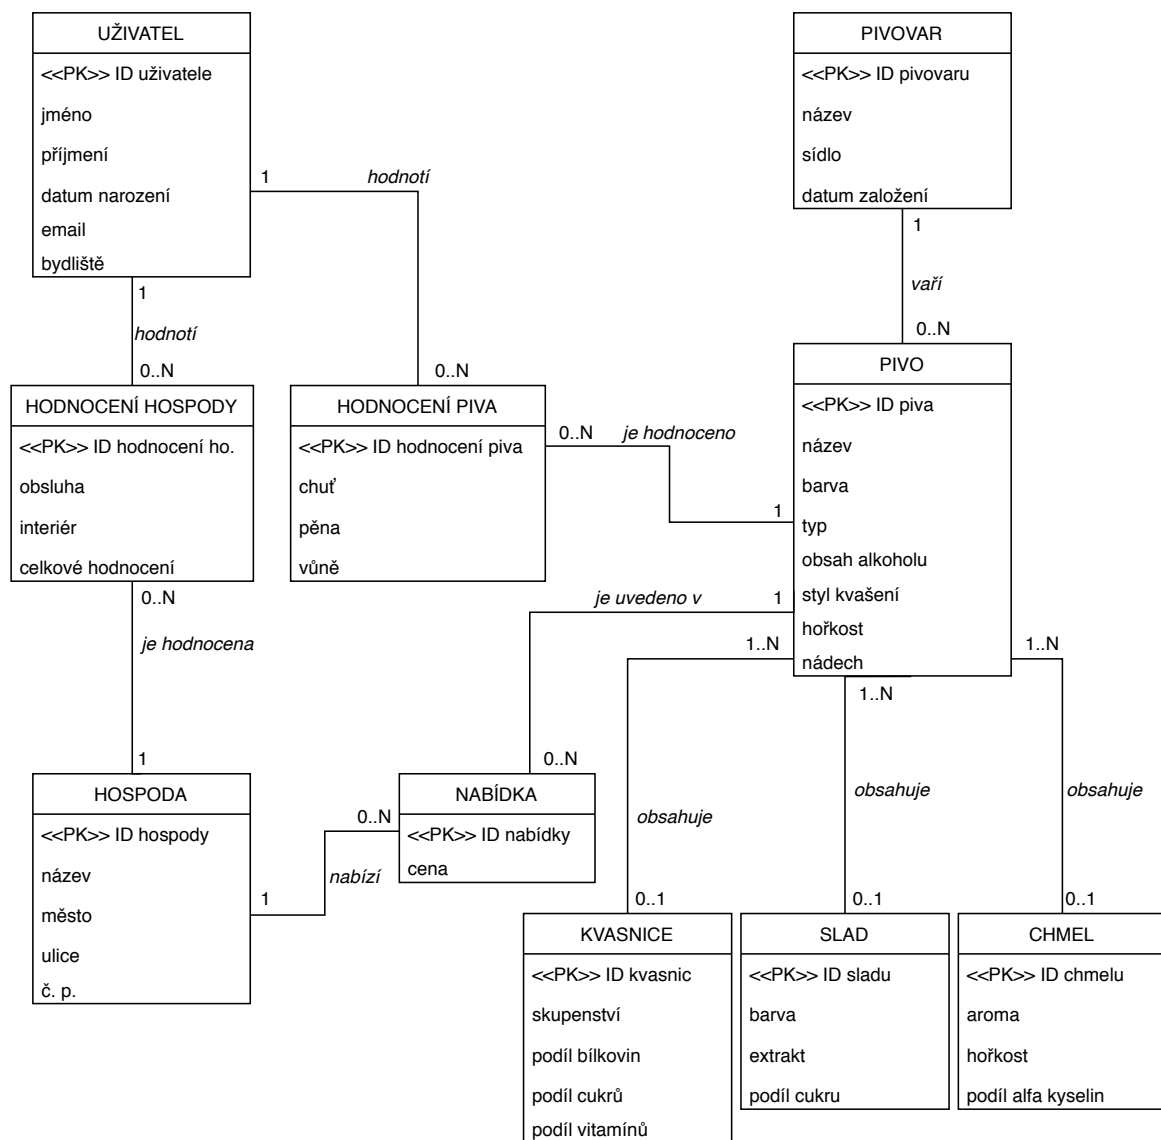 UŽIVATEL
<<PK>> ID uživatele
jméno
příjmení
datum narození
email
bydliště
PIVOVAR
<<PK>> ID pivovaru
název
sídlo
datum založení
1
hodnotí
1
vaří
0..N
1
hodnotí
0..N
0..N
HODNOCENÍ HOSPODY
<<PK>> ID hodnocení ho.
obsluha
interiér
celkové hodnocení
HODNOCENÍ PIVA
<<PK>> ID hodnocení piva
chuť
pěna
vůně
0..N
je hodnoceno
1
PIVO
<<PK>> ID piva
název
barva
typ
obsah alkoholu
styl kvašení
hořkost
nádech
0..N
je hodnocena
1
je uvedeno v
1
0..N
1..N
1..N
1..N
HOSPODA
<<PK>> ID hospody
název
město
ulice
č. p.
0..N
nabízí
1
NABÍDKA
<<PK>> ID nabídky
cena
obsahuje
obsahuje
obsahuje
0..1
0..1
0..1
KVASNICE
<<PK>> ID kvasnic
skupenství
podíl bílkovin
podíl cukrů
podíl vitamínů
SLAD
<<PK>> ID sladu
barva
extrakt
podíl cukru
CHMEL
<<PK>> ID chmelu
aroma
hořkost
podíl alfa kyselin